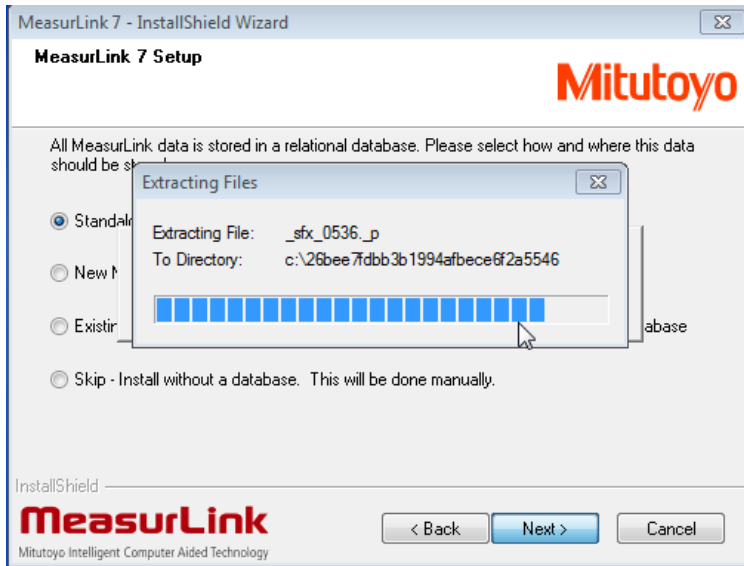 MeasurLink 7 - InstallShield Wizard
MeasurLink 7 Setup
Mitutoyo
All MeasurLink data is stored in a relational database. Please select how and where this data
should be
Extracting Files
Extracting File: _sfx_0536._p
To Directory: c:\26bee7fdbb3b1994afbece6f2a5546
New
abase
Skip - Install without a database. This will be done manually.
InstallShield
MeasurLink
Mitutoyo Intelligent Computer Aided Technology
< Back
Next >
Cancel